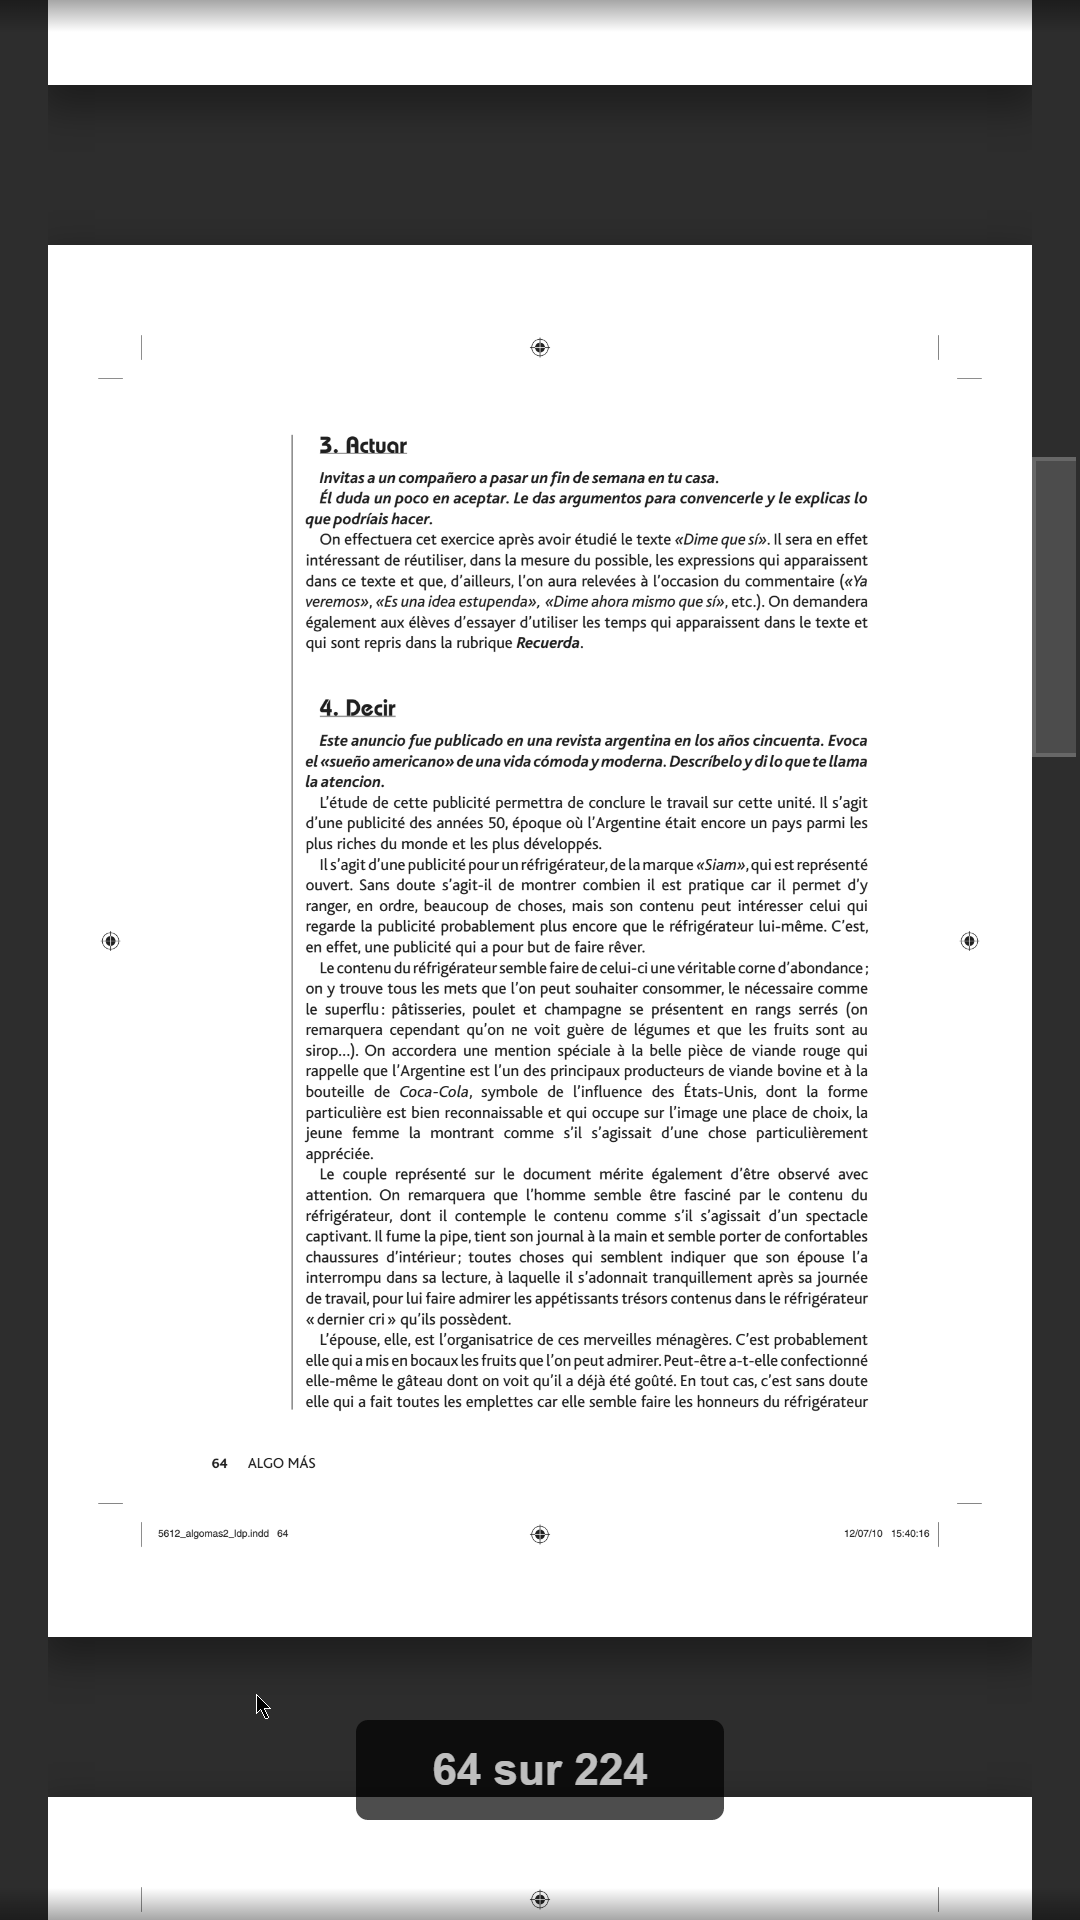 3. Actuar
Invitas a un compañero a pasar un fin de semana en tu casa.
Él duda un poco en aceptar. Le das argumentos para convencerle y le explicas lo
que podríais hacer.
On effectuera cet exercice après avoir étudié le texte «Dime que sí». Il sera en effet
intéressant de réutiliser, dans la mesure du possible, les expressions qui apparaissent
dans ce texte et que, d’ailleurs, l’on aura relevées à l’occasion du commentaire («Ya
veremos», «Es una idea estupenda», «Dime ahora mismo que sí», etc.). On demandera
également aux élèves d’essayer d’utiliser les temps qui apparaissent dans le texte et
qui sont repris dans la rubrique Recuerda.
4. Decir
Este anuncio fue publicado en una revista argentina en los años cincuenta. Evoca
el «sueño americano» de una vida cómoda y moderna. Descríbelo y di lo que te llama
la atencion.
L’étude de cette publicité permettra de conclure le travail sur cette unité. Il s’agit
d’une publicité des années 50, époque où l’Argentine était encore un pays parmi les
plus riches du monde et les plus développés.
Il s’agit d’une publicité pour un réfrigérateur, de la marque «Siam», qui est représenté
ouvert. Sans doute s’agit-il de montrer combien il est pratique car il permet d’y
ranger, en ordre, beaucoup de choses, mais son contenu peut intéresser celui qui
regarde la publicité probablement plus encore que le réfrigérateur lui-même. C’est,
en effet, une publicité qui a pour but de faire rêver.
Le contenu du réfrigérateur semble faire de celui-ci une véritable corne d’abondance ;
on y trouve tous les mets que l’on peut souhaiter consommer, le nécessaire comme
le superflu : pâtisseries, poulet et champagne se présentent en rangs serrés (on
remarquera cependant qu’on ne voit guère de légumes et que les fruits sont au
sirop...). On accordera une mention spéciale à la belle pièce de viande rouge qui
rappelle que l’Argentine est l’un des principaux producteurs de viande bovine et à la
bouteille de Coca-Cola, symbole de l’influence des États-Unis, dont la forme
particulière est bien reconnaissable et qui occupe sur l’image une place de choix, la
jeune femme la montrant comme s’il s’agissait d’une chose particulièrement
appréciée.
Le couple représenté sur le document mérite également d’être observé avec
attention. On remarquera que l’homme semble être fasciné par le contenu du
réfrigérateur, dont il contemple le contenu comme s’il s’agissait d’un spectacle
captivant. Il fume la pipe, tient son journal à la main et semble porter de confortables
chaussures d’intérieur ; toutes choses qui semblent indiquer que son épouse l’a
interrompu dans sa lecture, à laquelle il s’adonnait tranquillement après sa journée
de travail, pour lui faire admirer les appétissants trésors contenus dans le réfrigérateur
« dernier cri » qu’ils possèdent.
L’épouse, elle, est l’organisatrice de ces merveilles ménagères. C’est probablement
elle qui a mis en bocaux les fruits que l’on peut admirer. Peut-être a-t-elle confectionné
elle-même le gâteau dont on voit qu’il a déjà été goûté. En tout cas, c’est sans doute
elle qui a fait toutes les emplettes car elle semble faire les honneurs du réfrigérateur
64 ALGO MÁS
5612_algomas2_ldp.indd 64 12/07/10 15:40:16
64 sur 224